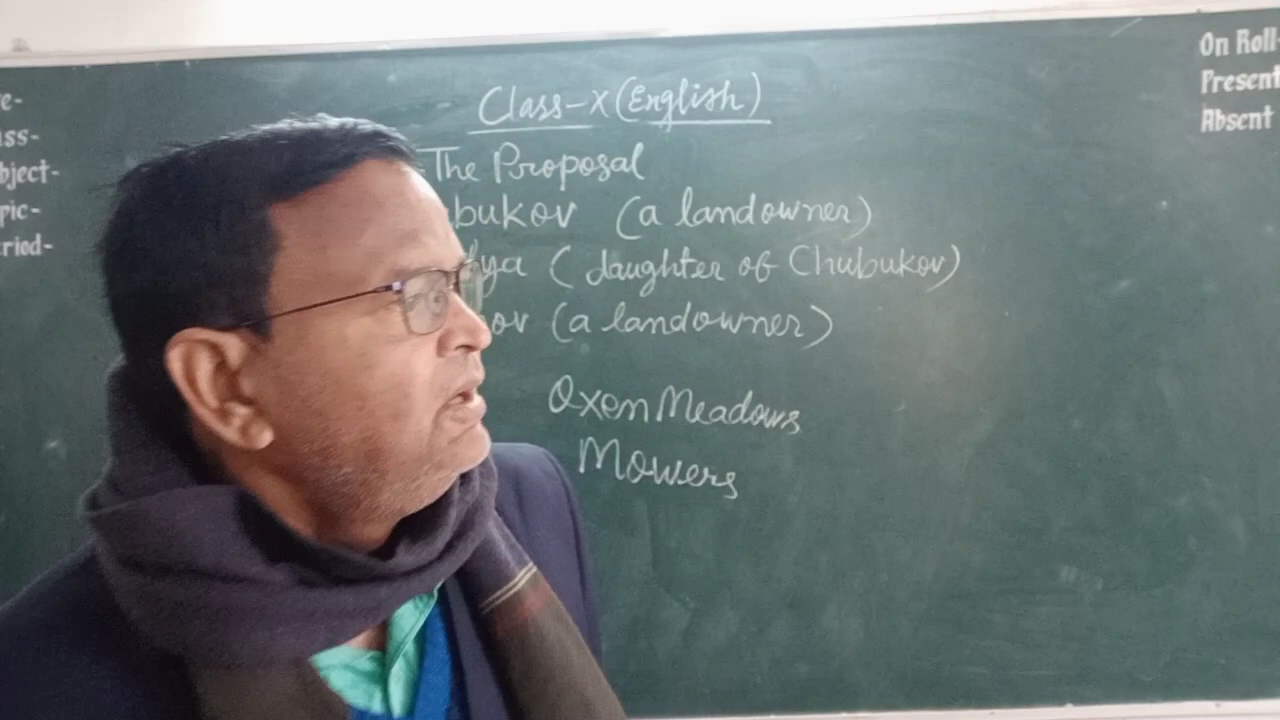 Class-X (English)
The Proposal
bukov (a landowner)
ya (daughter of Chubukov)
ov (a landowner)
Oxen Meadows
Mowers
e-
ss-
bject-
pic-
riod-
On Roll-
Present
Absent